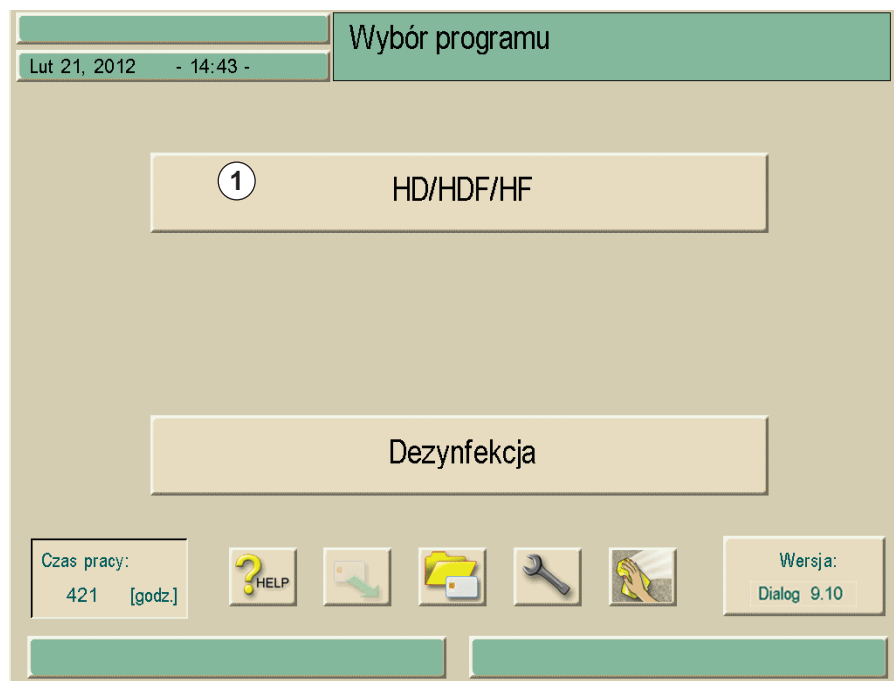 Wybór programu
Lut 21, 2012 - 14:43 -
1 HD/HDF/HF
Dezynfekcja
Czas pracy:
421 [godz.]
?HELP
Wersja:
Dialog 9.10